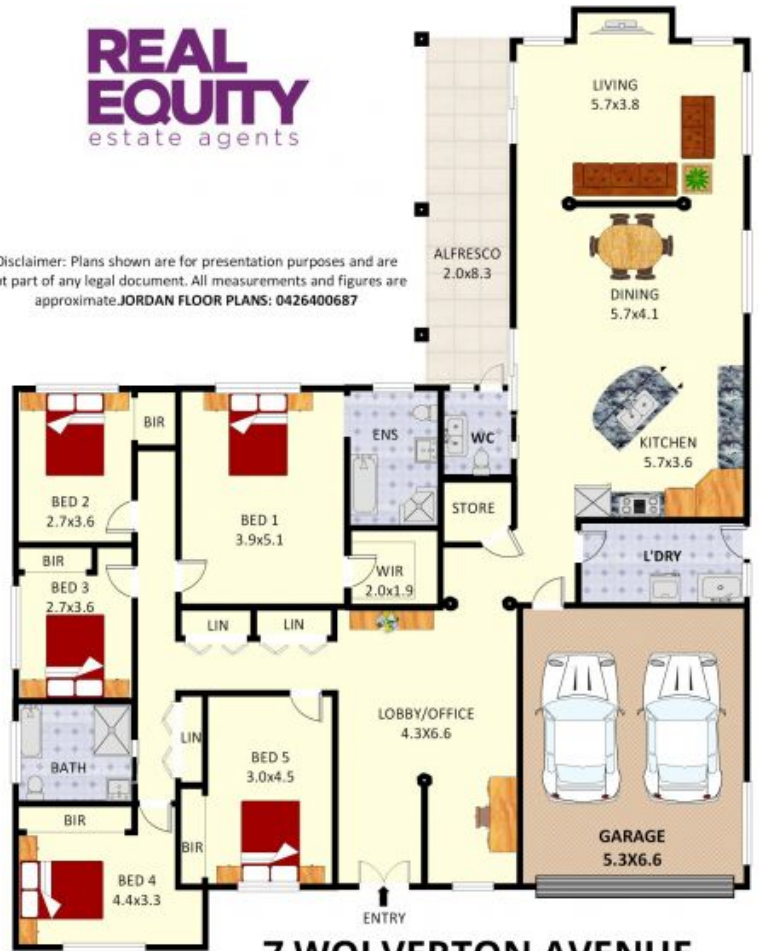 REAL
EQUITY
estate agents
Disclaimer: Plans shown are for presentation purposes and are
part of any legal document. All measurements and figures are
approximate.JORDAN FLOOR PLANS: 0426400687
LIVING
5.7x3.8
ALFRESCO
2.0x8.3
DINING
5.7x4.1
KITCHEN
5.7x3.6
BIR
ENS
WC
BED 2
2.7x3.6
BED 1
3.9x5.1
STORE
BIR
BED 3
2.7x3.6
WIR
2.0x1.9
L'DRY
LIN
LIN
LOBBY/OFFICE
4.3X6.6
LIN
BED 5
3.0x4.5
BATH
BIR
BIR
BED 4
4.4x3.3
GARAGE
5.3X6.6
ENTRY
7 WOLVERTON AVENUE